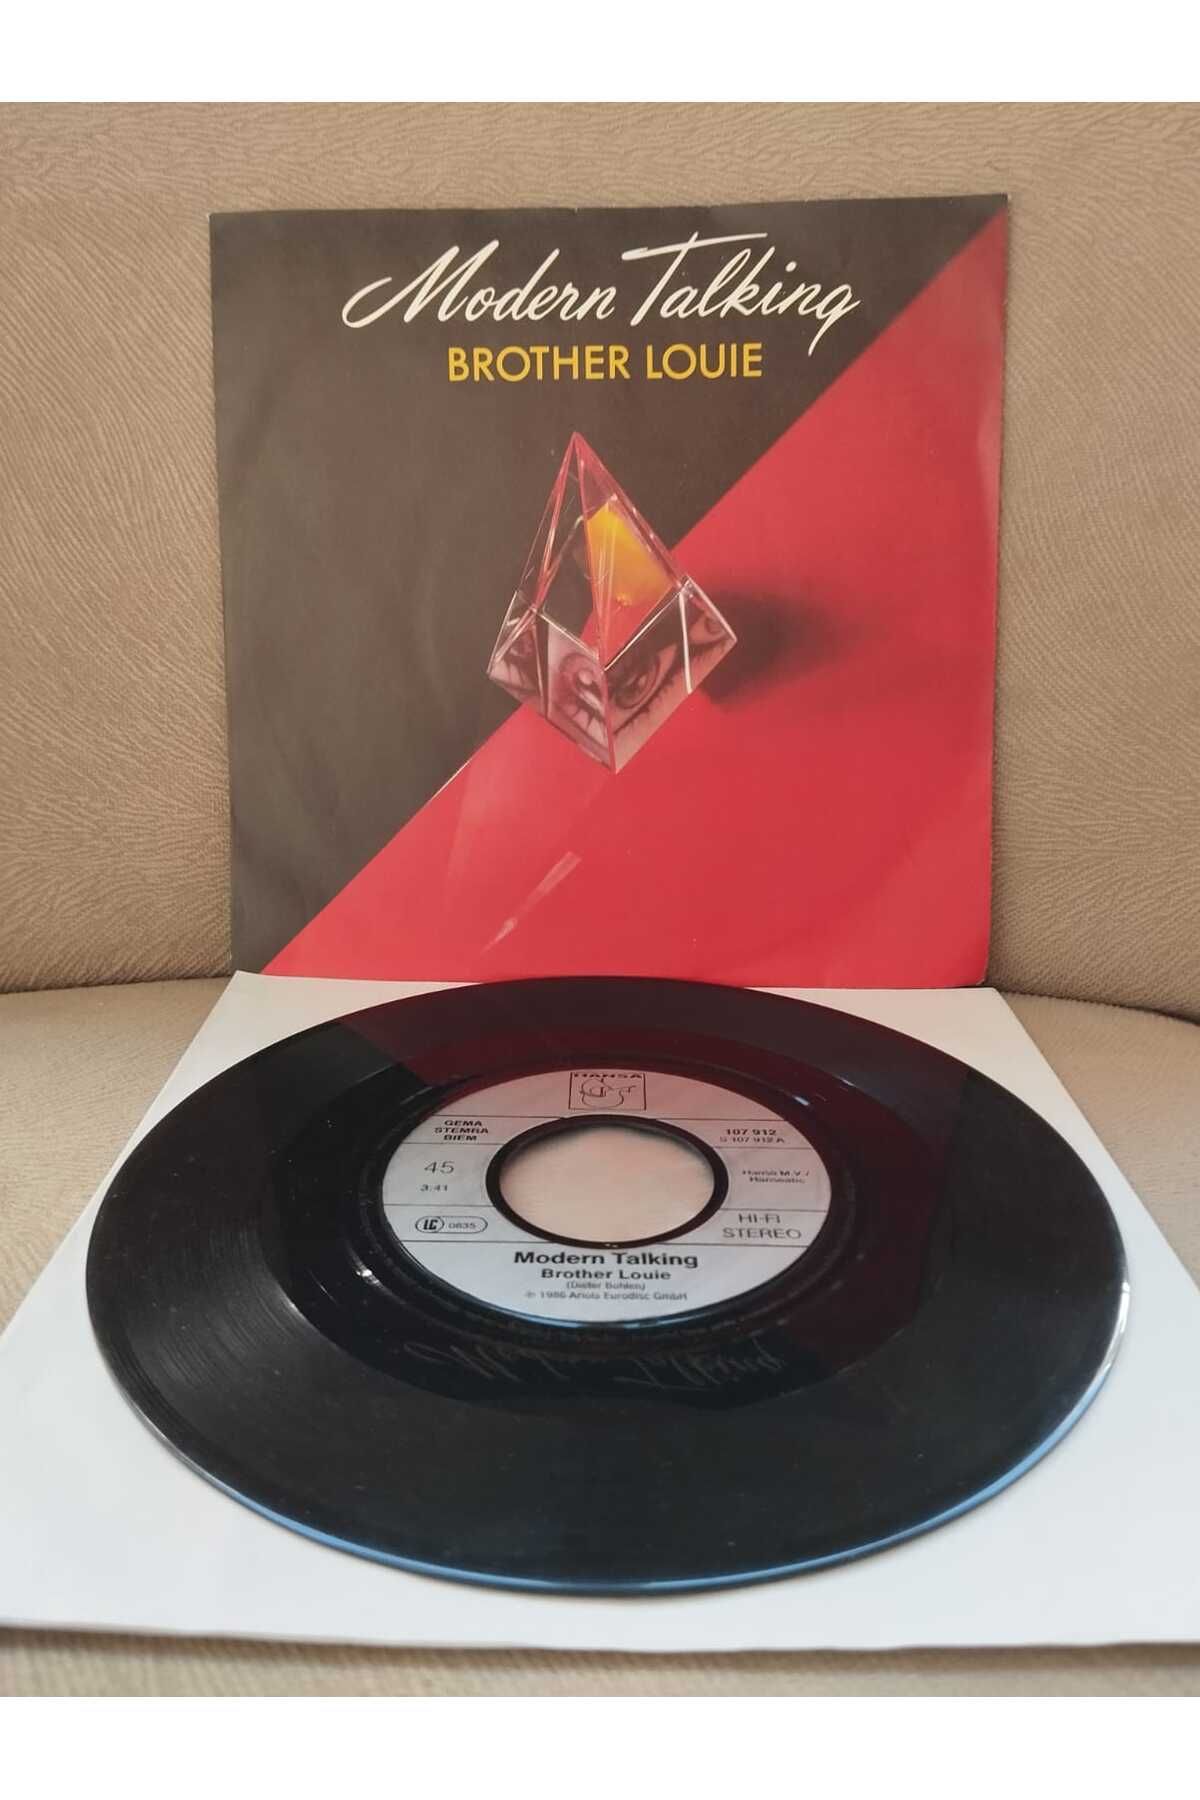 Modern Talking
BROTHER LOUIE
HANSA
GEMA
STEMRA
BIEM
107 912
S 107 912 A
45
3:41
Hansa M.V./
Hanseatic
LC 0835
HI-FI
STEREO
Modern Talking
Brother Louie
(Dieter Bohlen)
℗ 1986 Ariola Eurodisc GmbH